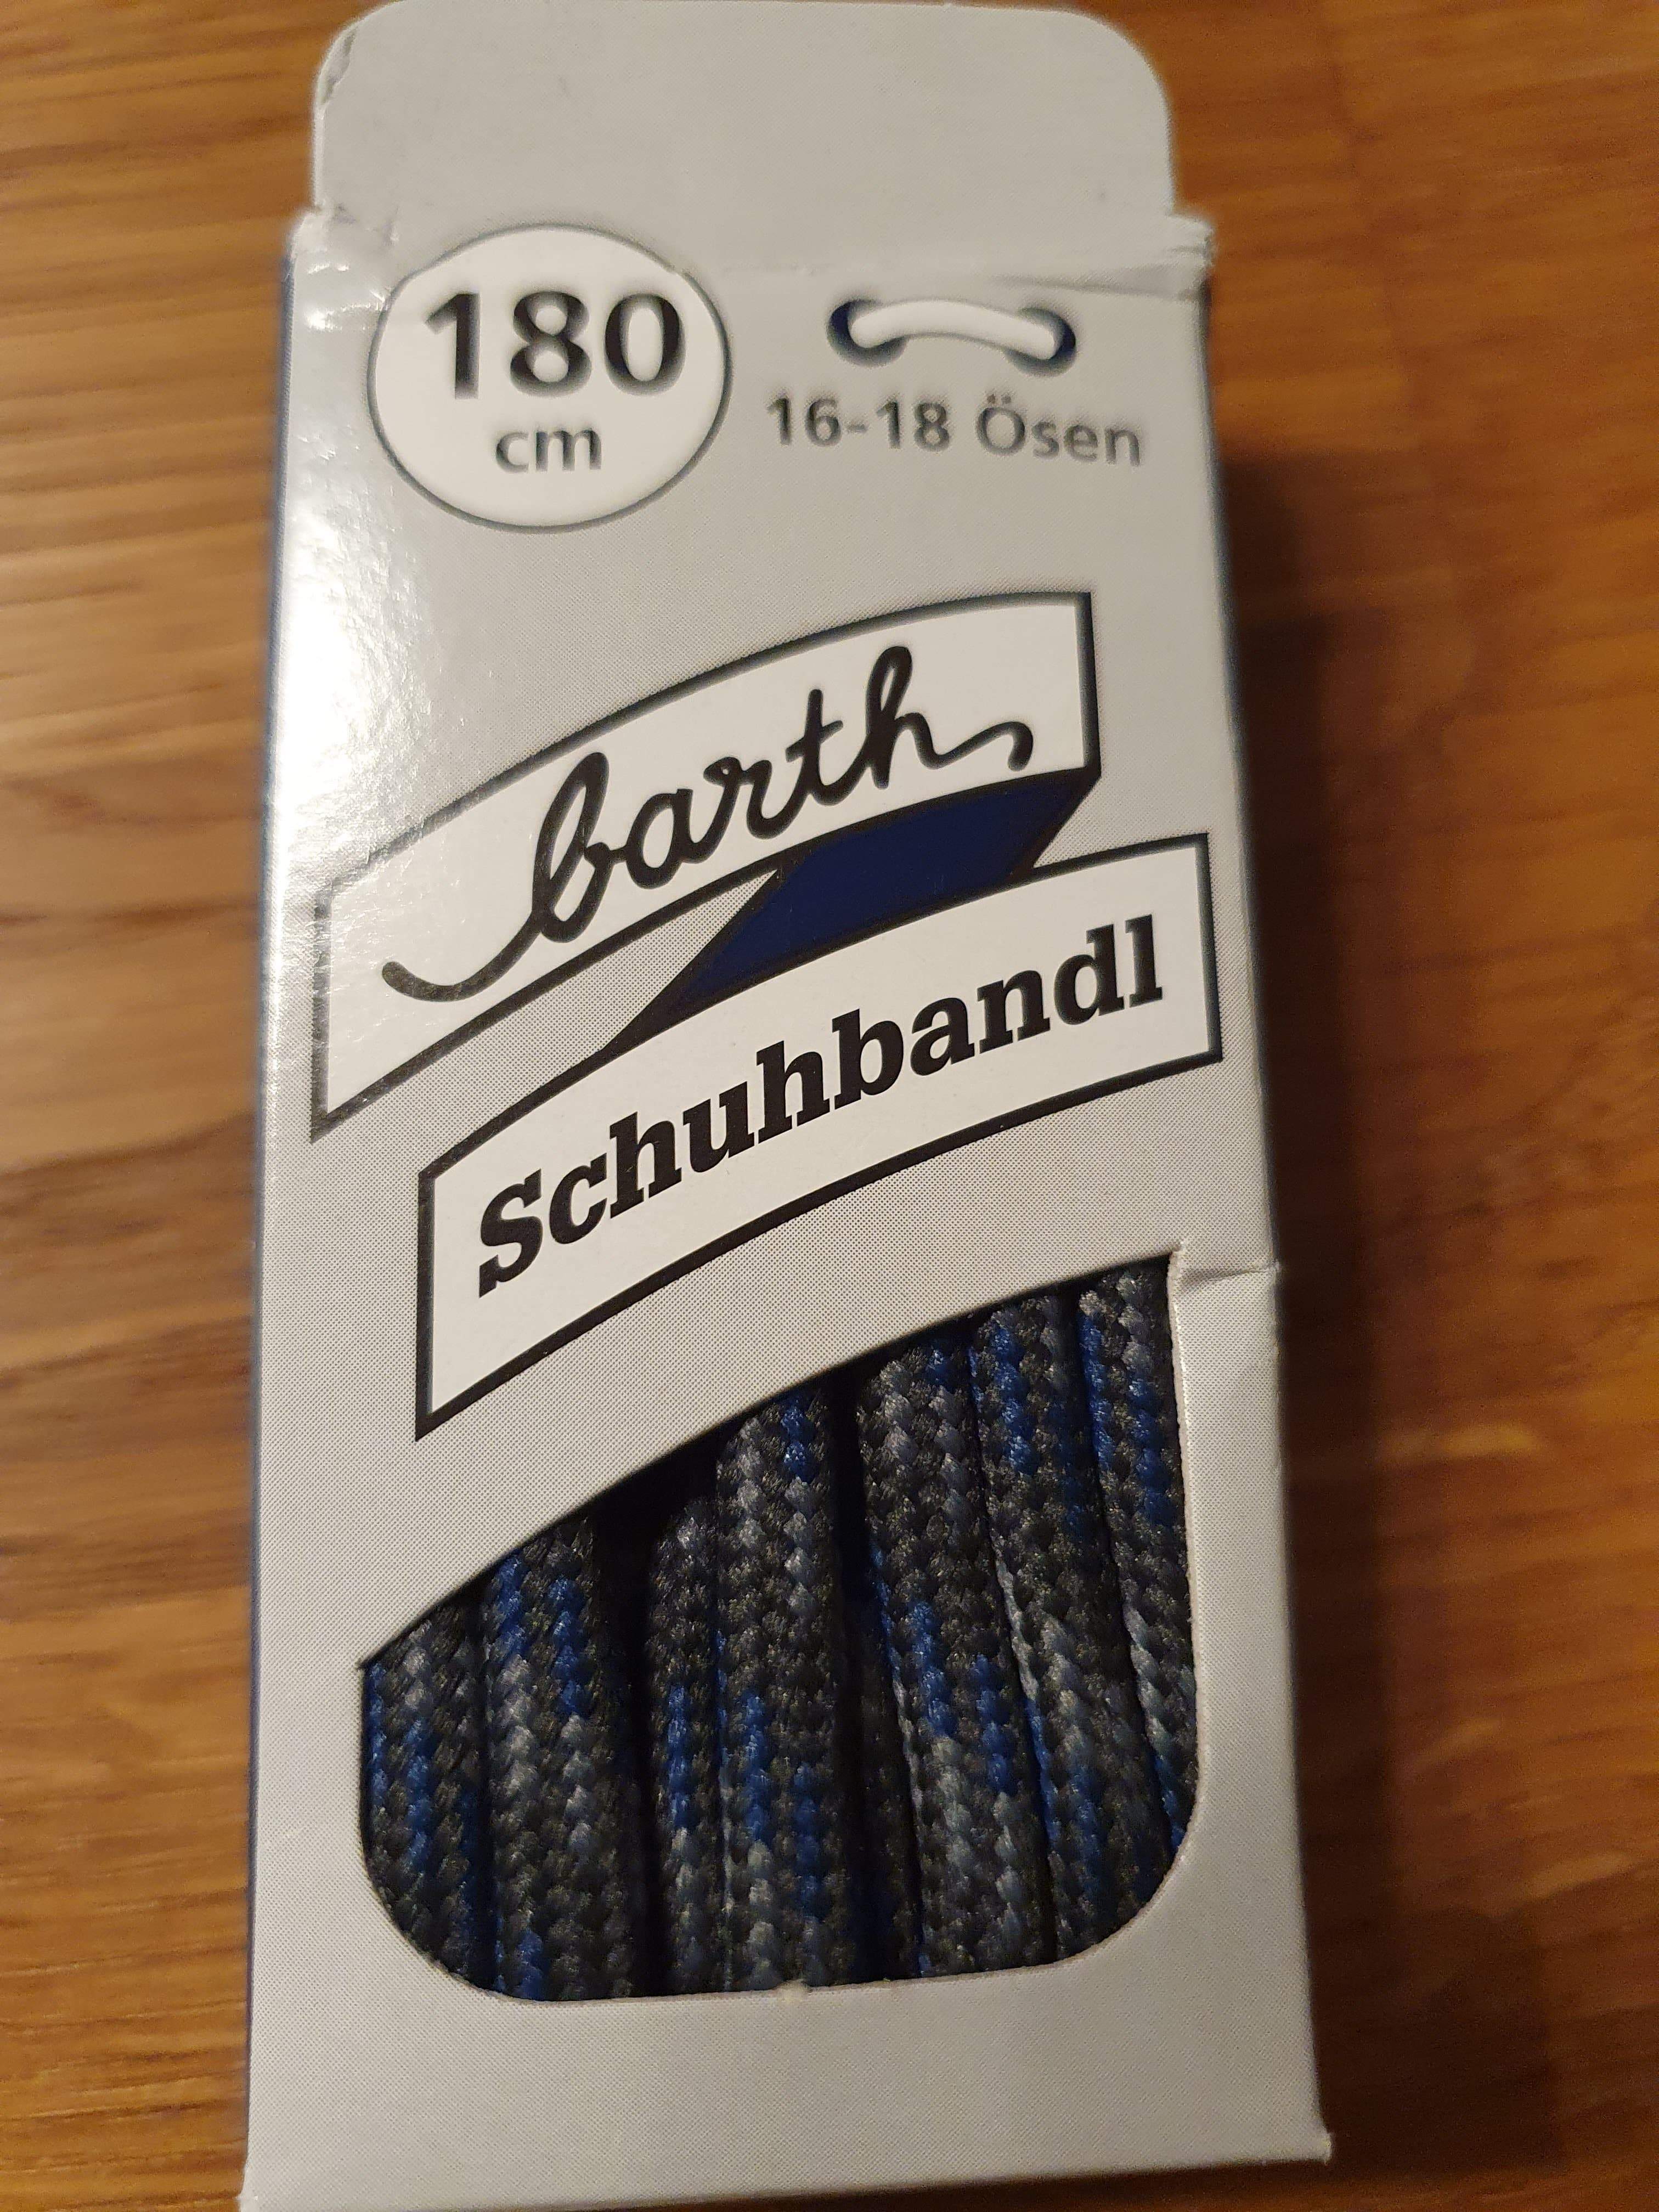 180
cm
16-18 Ösen
barth
Schuhbandl